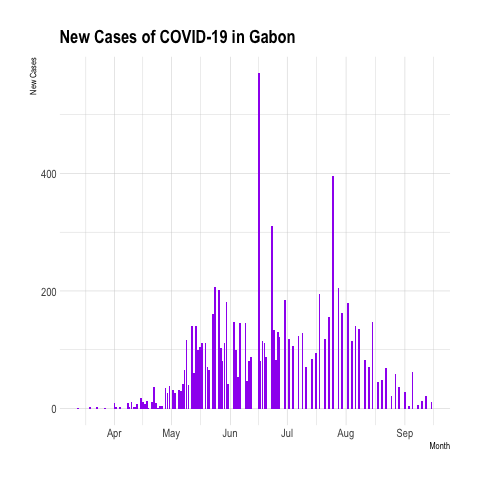 New Cases of COVID-19 in Gabon
New Cases
400
200
0
Apr May Jun Jul Aug Sep
Month